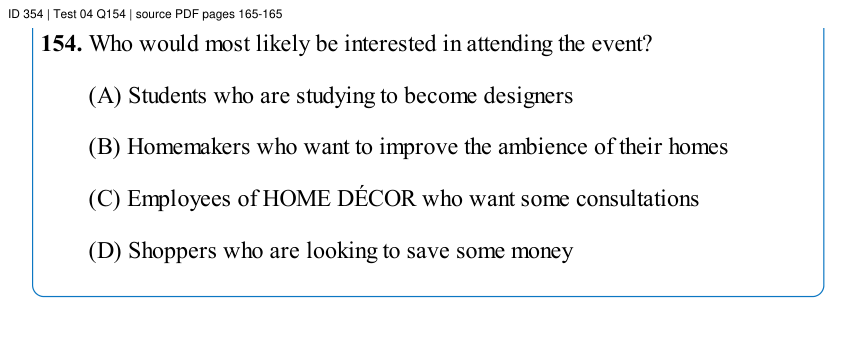 ID 354 | Test 04 Q154 | source PDF pages 165-165
154. Who would most likely be interested in attending the event?
(A) Students who are studying to become designers
(B) Homemakers who want to improve the ambience of their homes
(C) Employees of HOME DÉCOR who want some consultations
(D) Shoppers who are looking to save some money